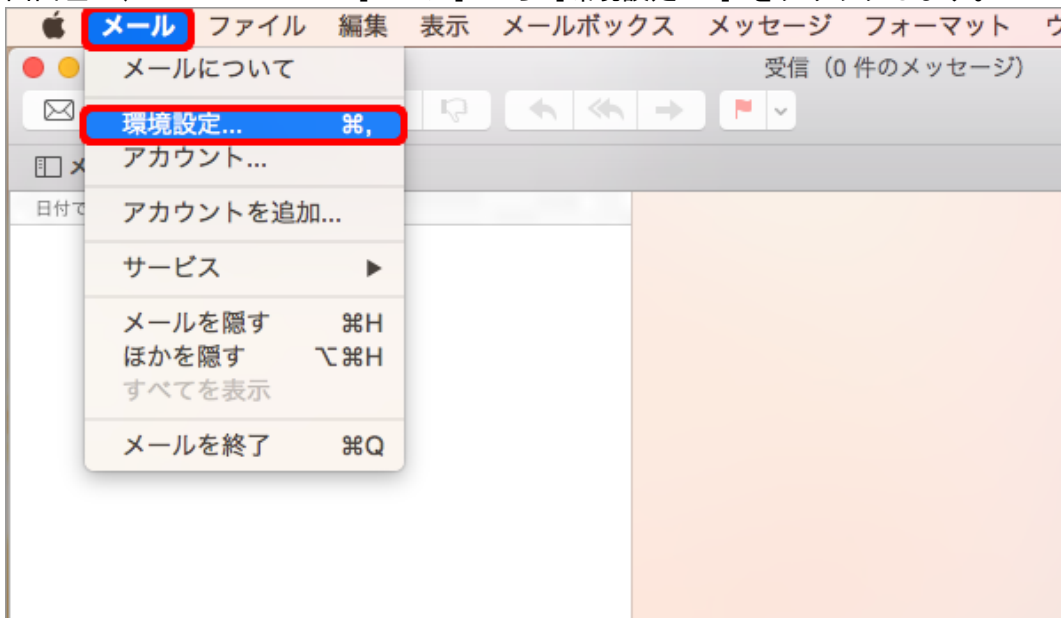 メール ファイル 編集 表示 メールボックス メッセージ フォーマット
メールについて
受信（0 件のメッセージ）
環境設定... ⌘,
アカウント...
日付で
アカウントを追加...
サービス ▶
メールを隠す ⌘H
ほかを隠す ⌥⌘H
すべてを表示
メールを終了 ⌘Q